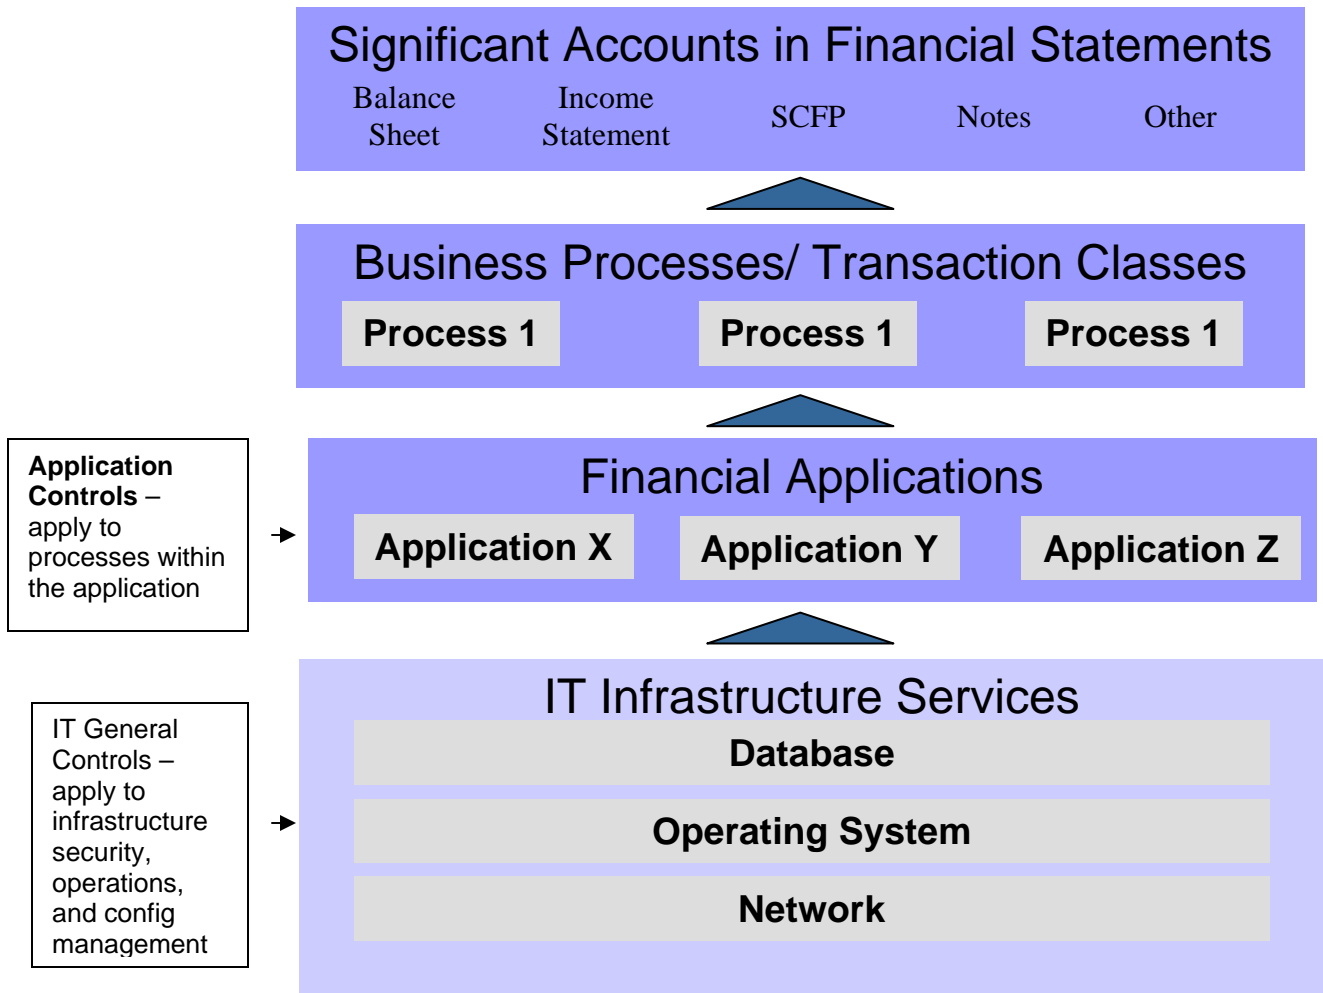 Significant Accounts in Financial Statements
Balance Sheet
Income Statement
SCFP
Notes
Other
Business Processes/ Transaction Classes
Process 1
Process 1
Process 1
Application
Controls –
apply to
processes within
the application
Financial Applications
Application X
Application Y
Application Z
IT General
Controls –
apply to
infrastructure
security,
operations,
and config
management
IT Infrastructure Services
Database
Operating System
Network